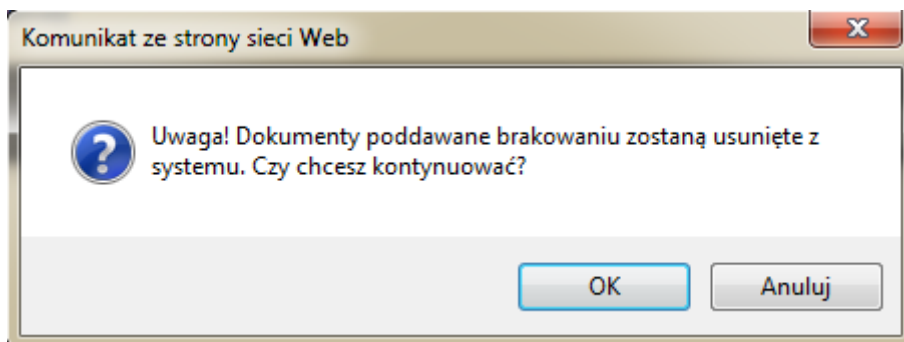 Komunikat ze strony sieci Web
Uwaga! Dokumenty poddawane brakowaniu zostaną usunięte z
systemu. Czy chcesz kontynuować?
OK
Anuluj